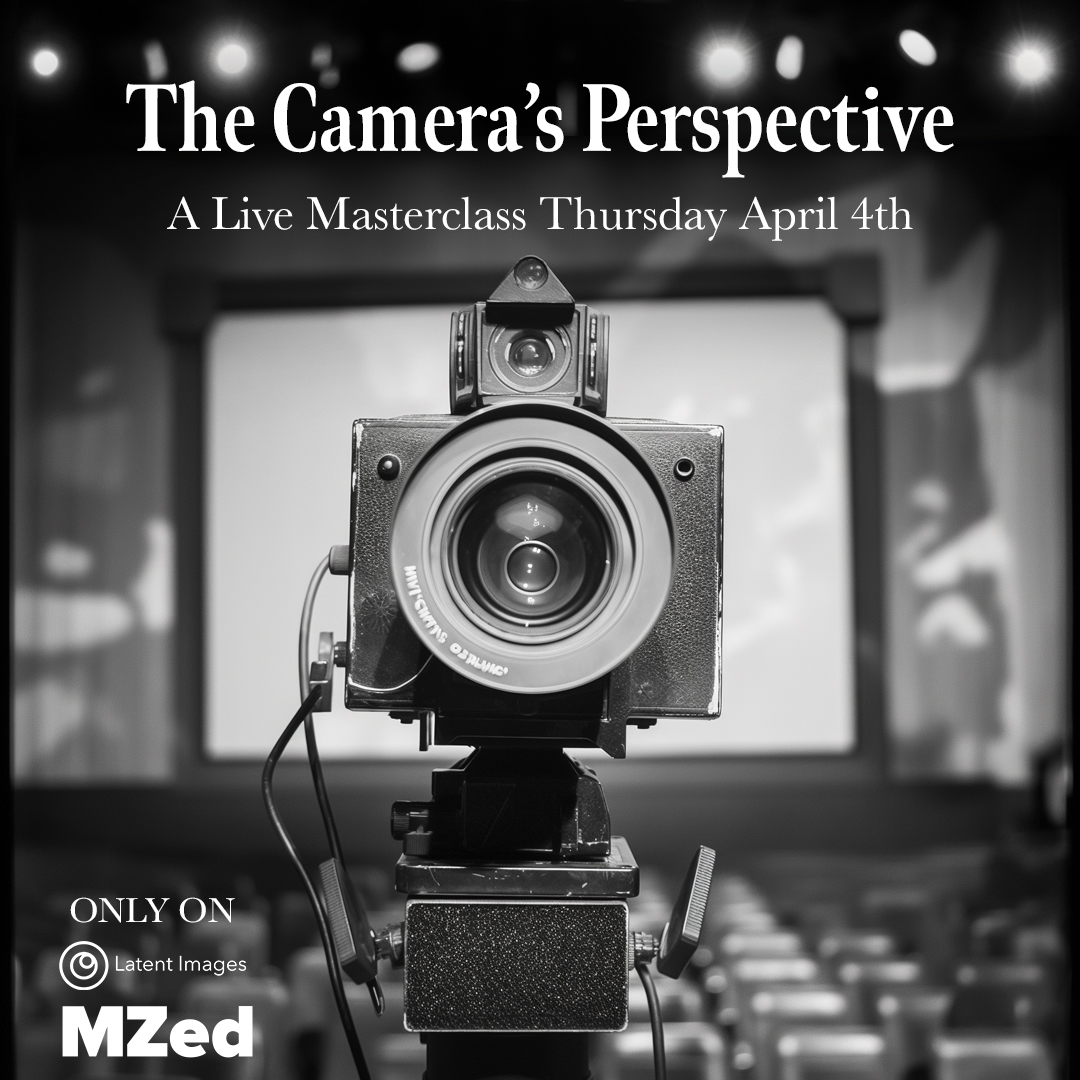 The Camera’s Perspective
A Live Masterclass Thursday April 4th
ONLY ON
Latent Images
MZed